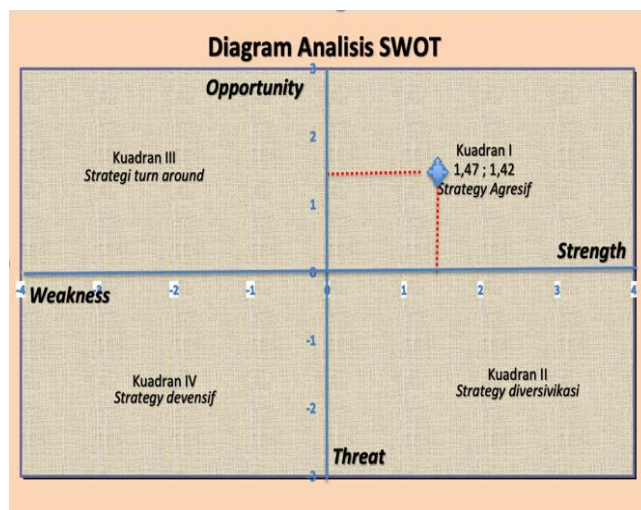 Diagram Analisis SWOT
3
Opportunity
2
Kuadran III
Strategi turn around
Kuadran I
1,47 ; 1,42
Strategy Agresif
1
Strength
0
-4 -3 -2 -1 0 1 2 3 4
Weakness
-1
Kuadran IV
Strategy devensif
Kuadran II
Strategy diversivikasi
-2
Threat